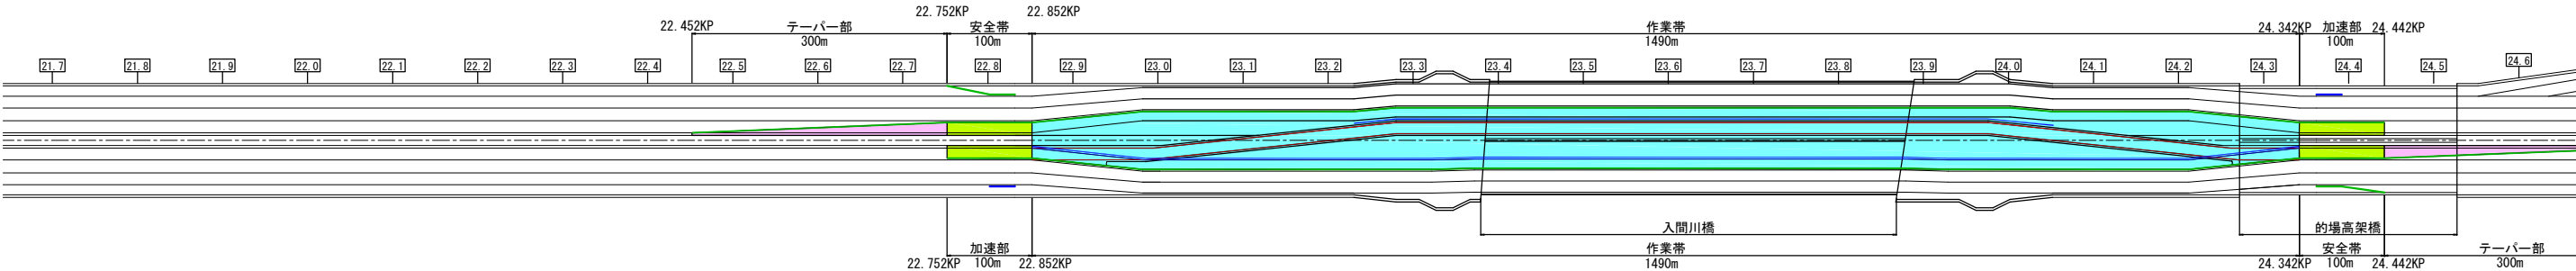 22.752KP
22.852KP
22.452KP
テーパー部
安全帯
作業帯
24.342KP
加速部
24.442KP
300m
100m
1490m
100m
21.7
21.8
21.9
22.0
22.1
22.2
22.3
22.4
22.5
22.6
22.7
22.8
22.9
23.0
23.1
23.2
23.3
23.4
23.5
23.6
23.7
23.8
23.9
24.0
24.1
24.2
24.3
24.4
24.5
24.6
入間川橋
的場高架橋
加速部
作業帯
安全帯
テーパー部
22.752KP
100m
22.852KP
1490m
24.342KP
100m
24.442KP
300m